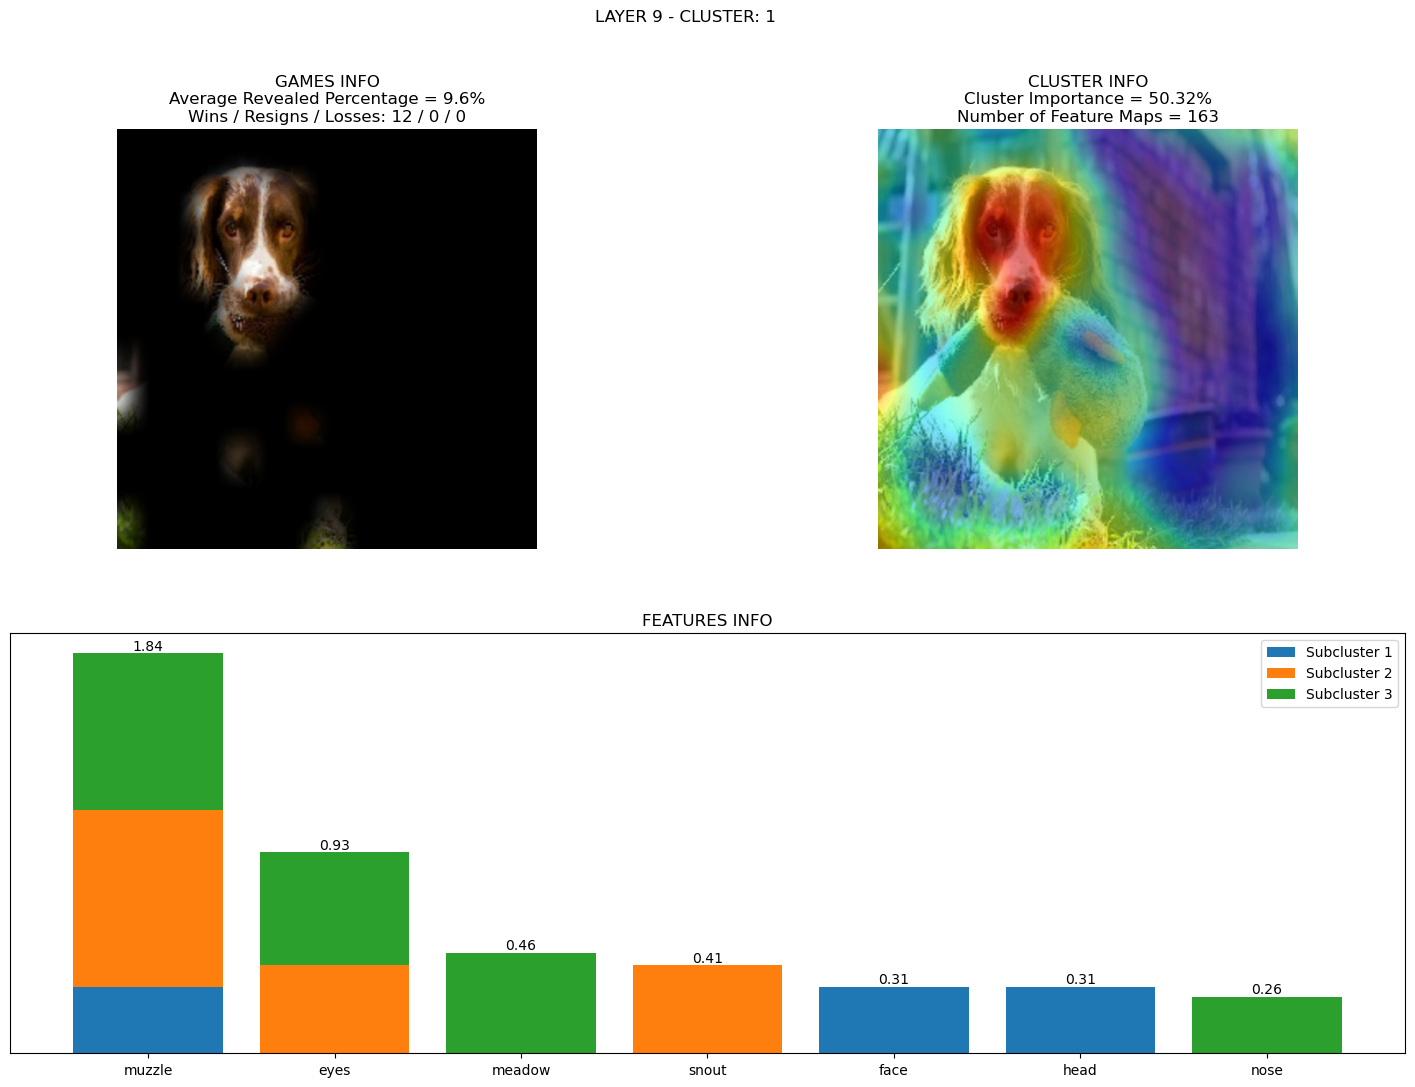 LAYER 9 - CLUSTER: 1
GAMES INFO
Average Revealed Percentage = 9.6%
Wins / Resigns / Losses: 12 / 0 / 0
CLUSTER INFO
Cluster Importance = 50.32%
Number of Feature Maps = 163
FEATURES INFO
1.84
0.93
0.46
0.41
0.31
0.31
0.26
Subcluster 1
Subcluster 2
Subcluster 3
muzzle
eyes
meadow
snout
face
head
nose